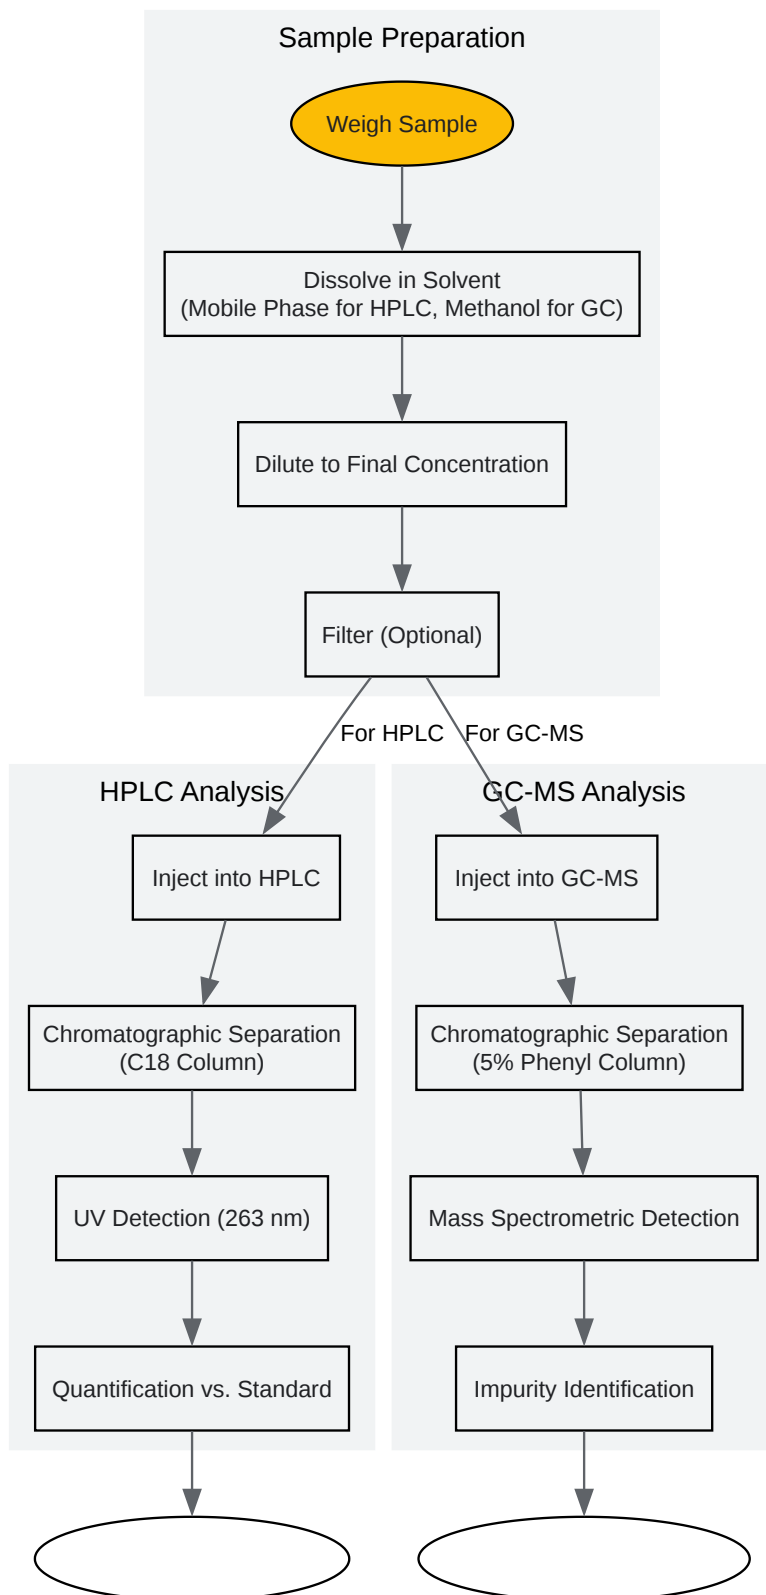 Sample Preparation
Weigh Sample
Dissolve in Solvent
(Mobile Phase for HPLC, Methanol for GC)
Dilute to Final Concentration
Filter (Optional)
For HPLC
For GC-MS
HPLC Analysis
Inject into HPLC
Chromatographic Separation
(C18 Column)
UV Detection (263 nm)
Quantification vs. Standard
GC-MS Analysis
Inject into GC-MS
Chromatographic Separation
(5% Phenyl Column)
Mass Spectrometric Detection
Impurity Identification